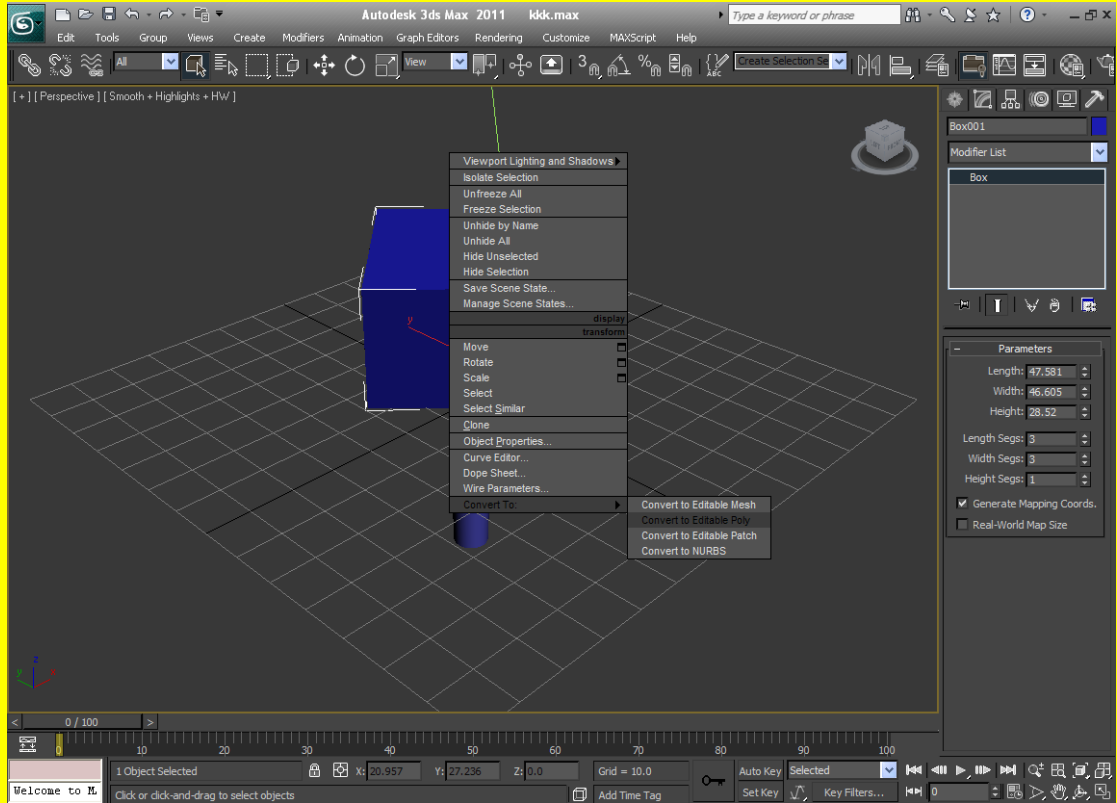 Autodesk 3ds Max 2011 kkk.max
Type a keyword or phrase
Edit Tools Group Views Create Modifiers Animation Graph Editors Rendering Customize MAXScript Help
All
View
3
Create Selection Se
[ + ] [ Perspective ] [ Smooth + Highlights + HW ]
Box001
Modifier List
Box
Viewport Lighting and Shadows
Isolate Selection
Unfreeze All
Freeze Selection
Unhide by Name
Unhide All
Hide Unselected
Hide Selection
Save Scene State...
Manage Scene States...
display
transform
Move
Rotate
Scale
Select
Select Similar
Clone
Object Properties...
Curve Editor...
Dope Sheet...
Wire Parameters...
Convert To:
Convert to Editable Mesh
Convert to Editable Poly
Convert to Editable Patch
Convert to NURBS
y
Parameters
Length: 47.581
Width: 46.605
Height: 28.52
Length Segs: 3
Width Segs: 3
Height Segs: 1
Generate Mapping Coords.
Real-World Map Size
z
y x
< 0 / 100 >
0 10 20 30 40 50 60 70 80 90 100
1 Object Selected X: 20.957 Y: 27.236 Z: 0.0 Grid = 10.0 Auto Key Selected
Welcome to M
Click or click-and-drag to select objects Add Time Tag Set Key Key Filters... 0